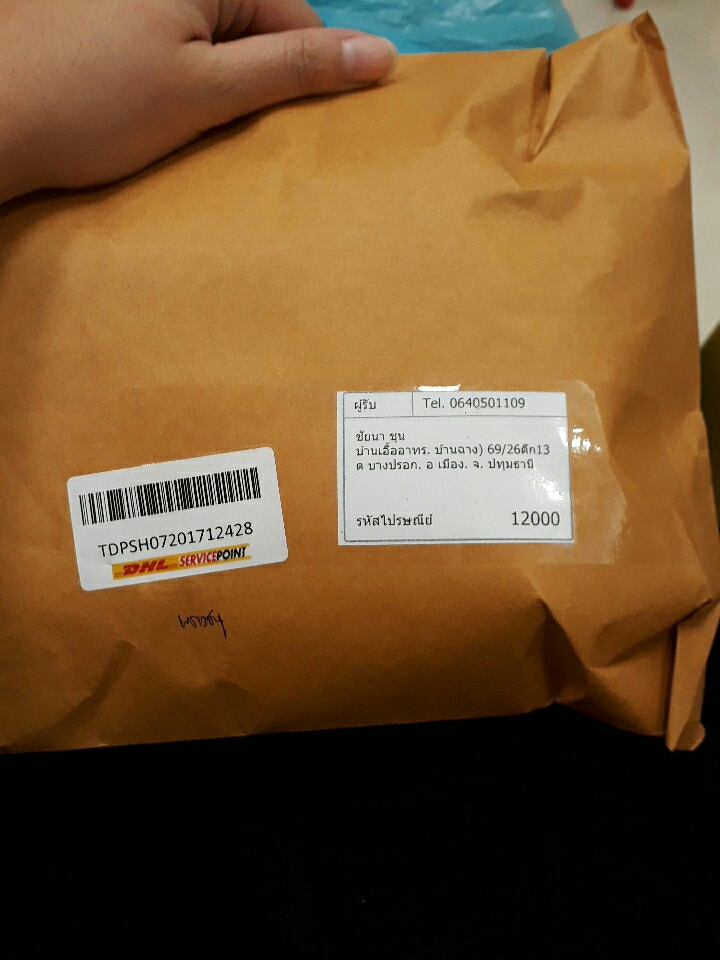 ผู้รับ Tel. 0640501109
ชัยนา ชุน
บ้านเอื้ออาทร. บ้านฉาง) 69/26ตึก13
ต บางปรอก. อ เมือง. จ. ปทุมธานี
รหัสไปรษณีย์ 12000
TDPSH07201712428
DHL SERVICEPOINT